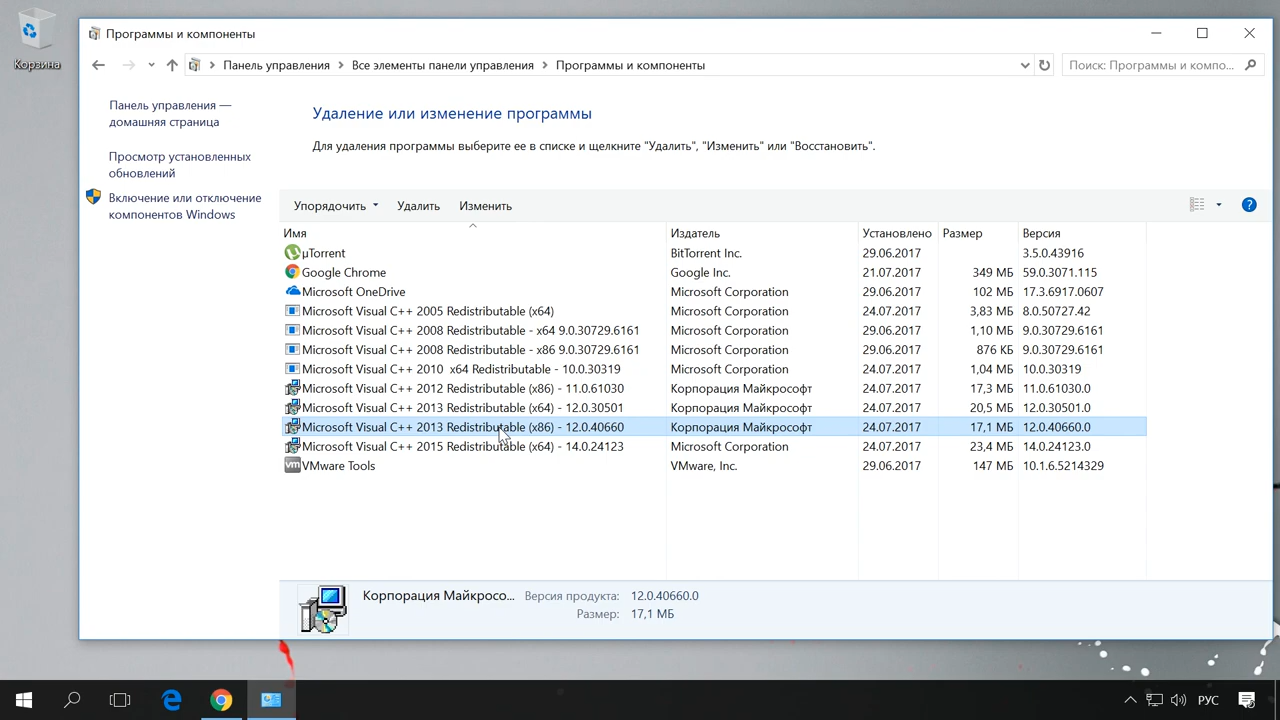 Корзина
Программы и компоненты
Панель управления > Все элементы панели управления > Программы и компоненты
Поиск: Программы и компо...
Панель управления —
домашняя страница
Просмотр установленных
обновлений
Включение или отключение
компонентов Windows
Удаление или изменение программы
Для удаления программы выберите ее в списке и щелкните "Удалить", "Изменить" или "Восстановить".
Упорядочить Удалить Изменить
Имя Издатель Установлено Размер Версия
µTorrent BitTorrent Inc. 29.06.2017 3.5.0.43916
Google Chrome Google Inc. 21.07.2017 349 МБ 59.0.3071.115
Microsoft OneDrive Microsoft Corporation 29.06.2017 102 МБ 17.3.6917.0607
Microsoft Visual C++ 2005 Redistributable (x64) Microsoft Corporation 24.07.2017 3,83 МБ 8.0.50727.42
Microsoft Visual C++ 2008 Redistributable - x64 9.0.30729.6161 Microsoft Corporation 29.06.2017 1,10 МБ 9.0.30729.6161
Microsoft Visual C++ 2008 Redistributable - x86 9.0.30729.6161 Microsoft Corporation 29.06.2017 876 КБ 9.0.30729.6161
Microsoft Visual C++ 2010 x64 Redistributable - 10.0.30319 Microsoft Corporation 24.07.2017 1,04 МБ 10.0.30319
Microsoft Visual C++ 2012 Redistributable (x86) - 11.0.61030 Корпорация Майкрософт 24.07.2017 17,3 МБ 11.0.61030.0
Microsoft Visual C++ 2013 Redistributable (x64) - 12.0.30501 Корпорация Майкрософт 24.07.2017 20,5 МБ 12.0.30501.0
Microsoft Visual C++ 2013 Redistributable (x86) - 12.0.40660 Корпорация Майкрософт 24.07.2017 17,1 МБ 12.0.40660.0
Microsoft Visual C++ 2015 Redistributable (x64) - 14.0.24123 Microsoft Corporation 24.07.2017 23,4 МБ 14.0.24123.0
vm VMware Tools VMware, Inc. 29.06.2017 147 МБ 10.1.6.5214329
Корпорация Майкросо... Версия продукта: 12.0.40660.0
Размер: 17,1 МБ
РУС